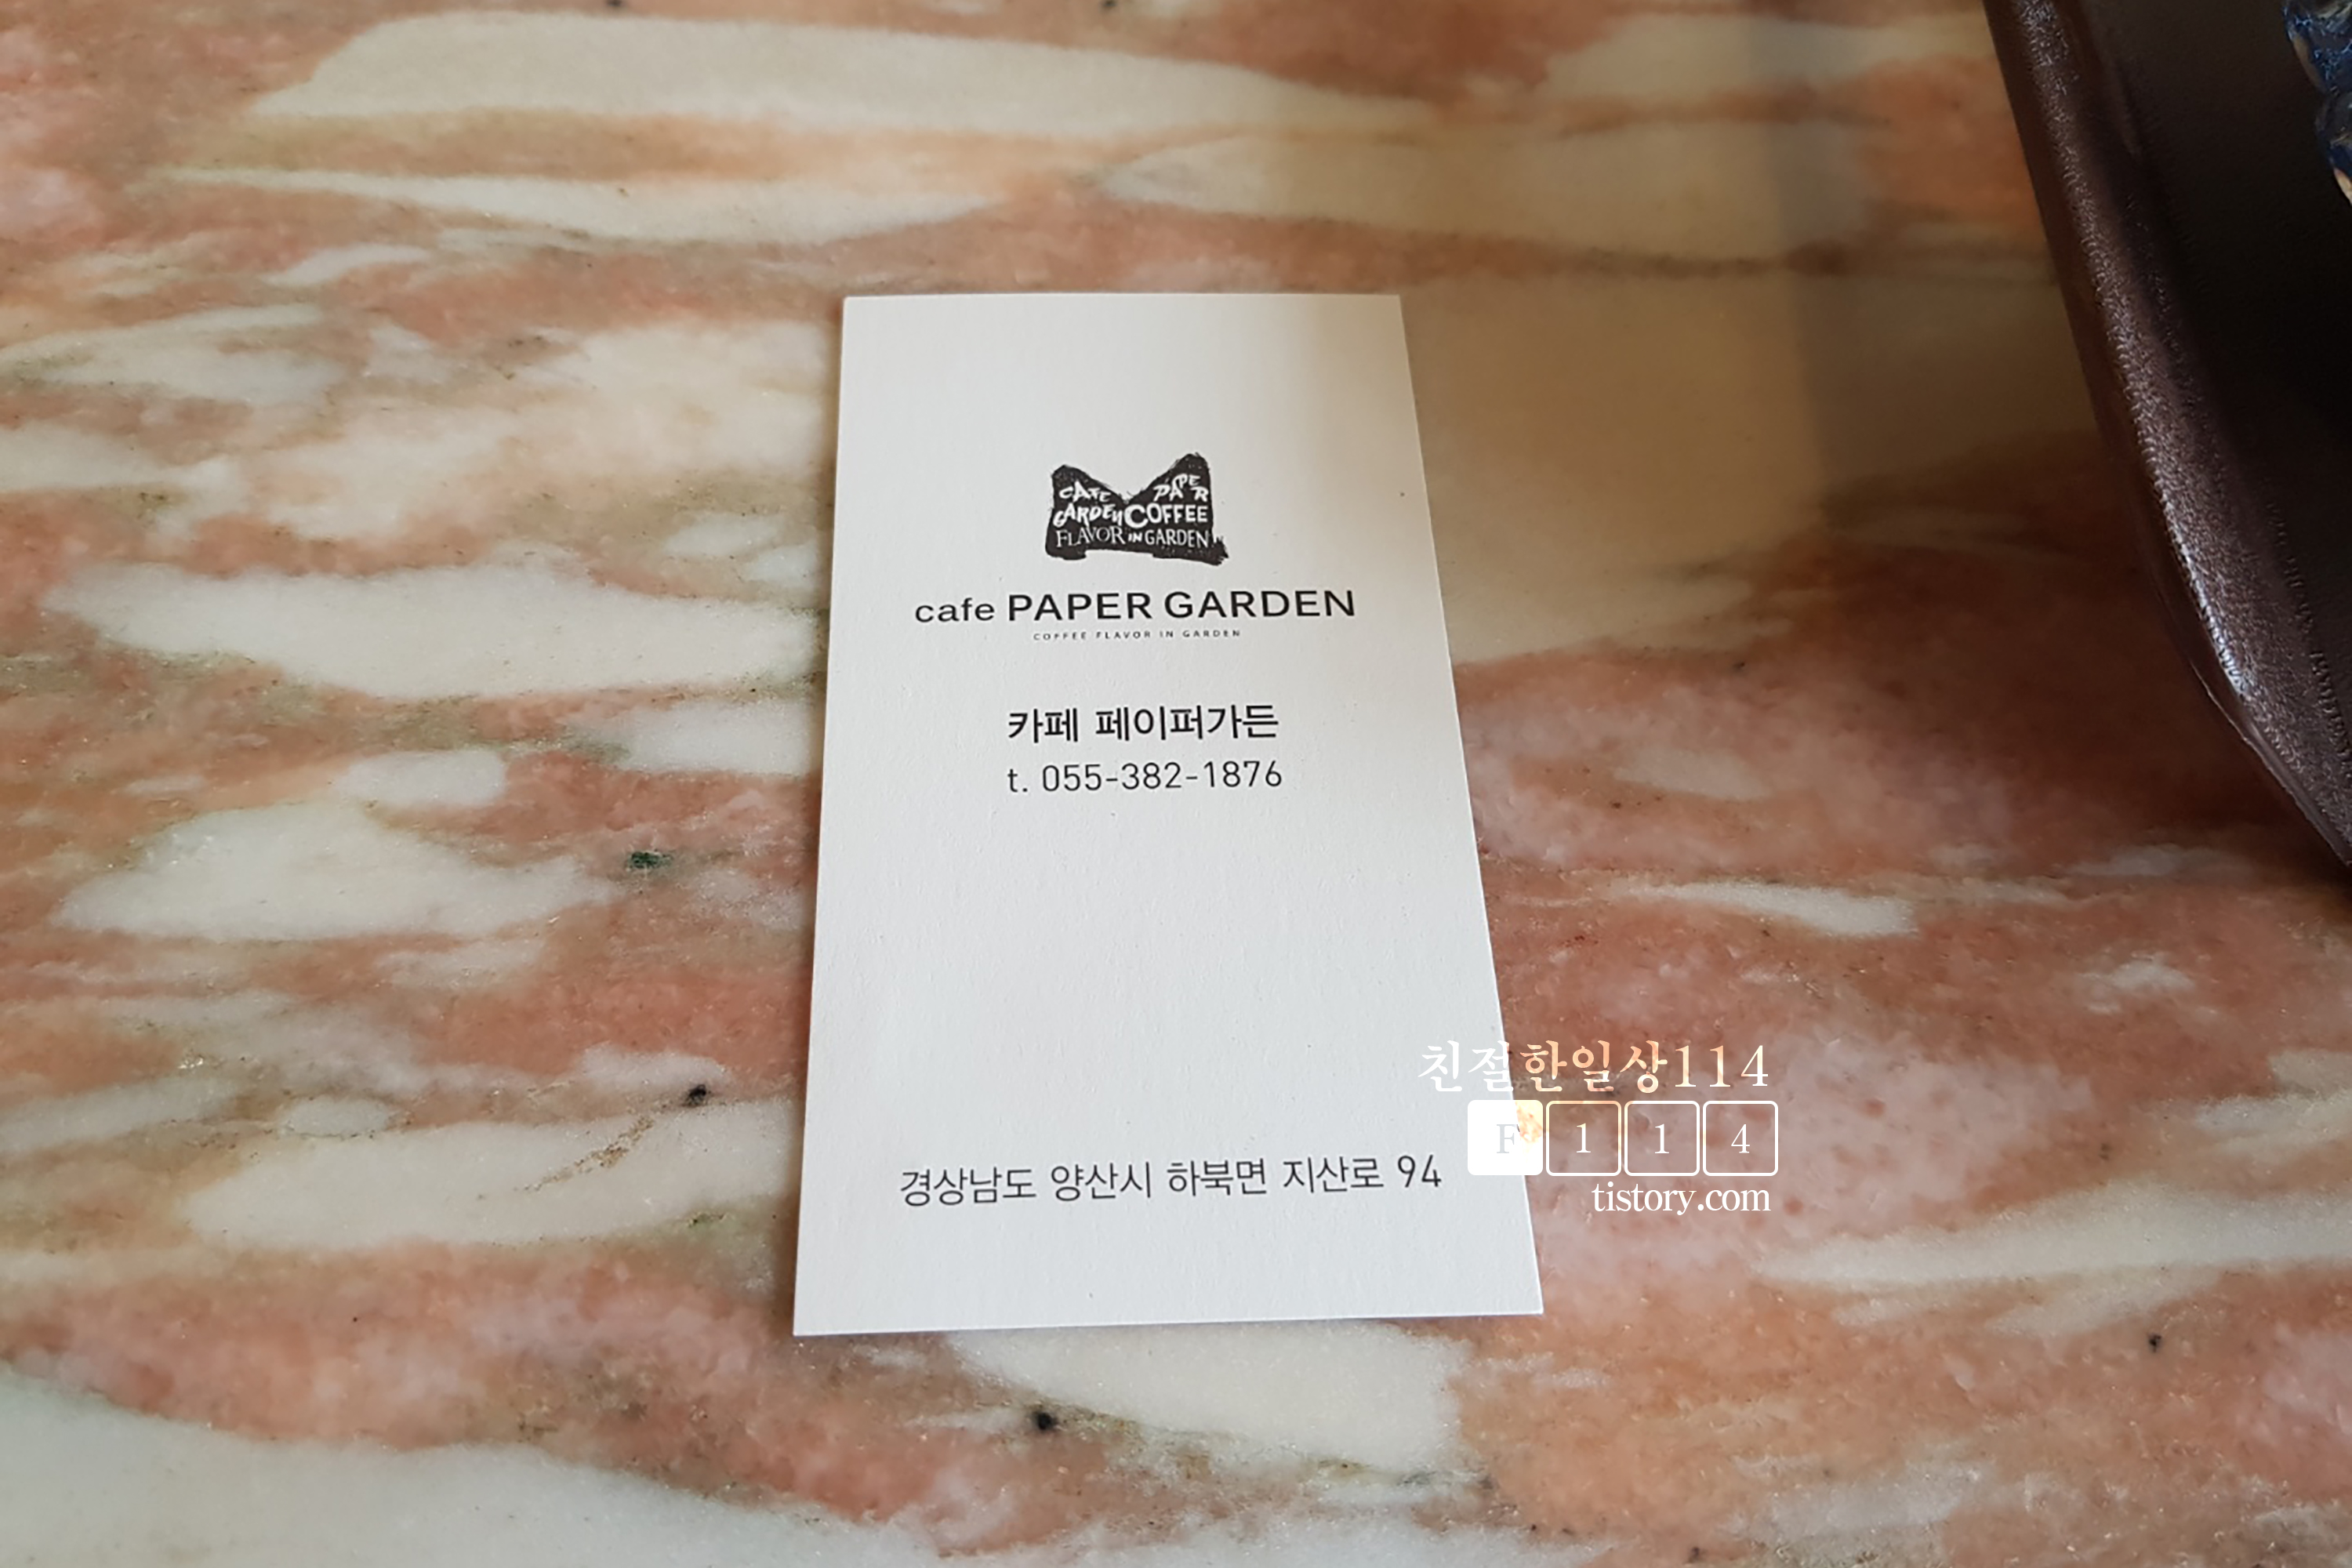 CAFE PAPER
GARDEN COFFEE
FLAVOR IN GARDEN
cafe PAPER GARDEN
COFFEE FLAVOR IN GARDEN
카페 페이퍼가든
t. 055-382-1876
경상남도 양산시 하북면 지산로 94
친절한일상114
F 1 1 4
tistory.com